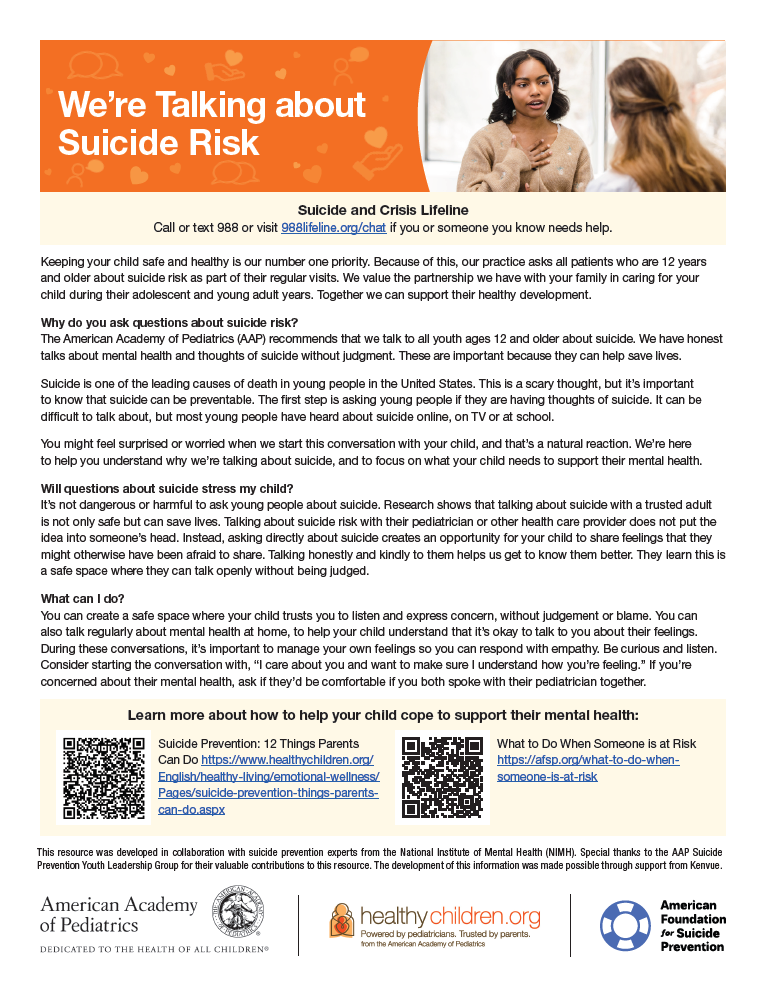 We're Talking about
Suicide Risk
Suicide and Crisis Lifeline
Call or text 988 or visit 988lifeline.org/chat if you or someone you know needs help.
Keeping your child safe and healthy is our number one priority. Because of this, our practice asks all patients who are 12 years
and older about suicide risk as part of their regular visits. We value the partnership we have with your family in caring for your
child during their adolescent and young adult years. Together we can support their healthy development.
Why do you ask questions about suicide risk?
The American Academy of Pediatrics (AAP) recommends that we talk to all youth ages 12 and older about suicide. We have honest
talks about mental health and thoughts of suicide without judgment. These are important because they can help save lives.
Suicide is one of the leading causes of death in young people in the United States. This is a scary thought, but it's important
to know that suicide can be preventable. The first step is asking young people if they are having thoughts of suicide. It can be
difficult to talk about, but most young people have heard about suicide online, on TV or at school.
You might feel surprised or worried when we start this conversation with your child, and that's a natural reaction. We're here
to help you understand why we're talking about suicide, and to focus on what your child needs to support their mental health.
Will questions about suicide stress my child?
It's not dangerous or harmful to ask young people about suicide. Research shows that talking about suicide with a trusted adult
is not only safe but can save lives. Talking about suicide risk with their pediatrician or other health care provider does not put the
idea into someone's head. Instead, asking directly about suicide creates an opportunity for your child to share feelings that they
might otherwise have been afraid to share. Talking honestly and kindly to them helps us get to know them better. They learn this is
a safe space where they can talk openly without being judged.
What can I do?
You can create a safe space where your child trusts you to listen and express concern, without judgement or blame. You can
also talk regularly about mental health at home, to help your child understand that it's okay to talk to you about their feelings.
During these conversations, it's important to manage your own feelings so you can respond with empathy. Be curious and listen.
Consider starting the conversation with, “I care about you and want to make sure I understand how you're feeling.” If you're
concerned about their mental health, ask if they'd be comfortable if you both spoke with their pediatrician together.
Learn more about how to help your child cope to support their mental health:
Suicide Prevention: 12 Things Parents
Can Do https://www.healthychildren.org/
English/healthy-living/emotional-wellness/
Pages/suicide-prevention-things-parents-
can-do.aspx
What to Do When Someone is at Risk
https://afsp.org/what-to-do-when-
someone-is-at-risk
This resource was developed in collaboration with suicide prevention experts from the National Institute of Mental Health (NIMH). Special thanks to the AAP Suicide
Prevention Youth Leadership Group for their valuable contributions to this resource. The development of this information was made possible through support from Kenvue.
American Academy
of Pediatrics
DEDICATED TO THE HEALTH OF ALL CHILDREN®
healthychildren.org
Powered by pediatricians. Trusted by parents.
from the American Academy of Pediatrics
American
Foundation
for Suicide
Prevention